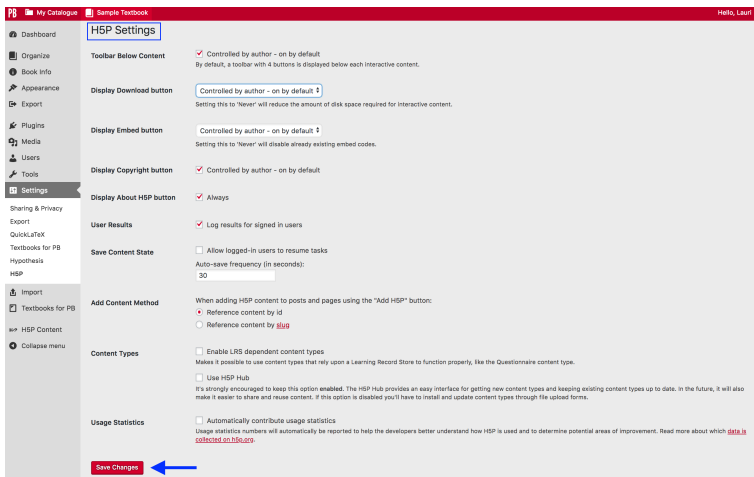 PB My Catalogue Sample Textbook Hello, Lauri
Dashboard
Organize
Book Info
Appearance
Export
Plugins
Media
Users
Tools
Settings
Sharing & Privacy
Export
QuickLaTeX
Textbooks for PB
Hypothesis
H5P
Import
Textbooks for PB
H5P Content
Collapse menu
H5P Settings
Toolbar Below Content
Controlled by author - on by default
By default, a toolbar with 4 buttons is displayed below each interactive content.
Display Download button
Controlled by author - on by default
Setting this to 'Never' will reduce the amount of disk space required for interactive content.
Display Embed button
Controlled by author - on by default
Setting this to 'Never' will disable already existing embed codes.
Display Copyright button
Controlled by author - on by default
Display About H5P button
Always
User Results
Log results for signed in users
Save Content State
Allow logged-in users to resume tasks
Auto-save frequency (in seconds):
30
Add Content Method
When adding H5P content to posts and pages using the "Add H5P" button:
Reference content by id
Reference content by slug
Content Types
Enable LRS dependent content types
Makes it possible to use content types that rely upon a Learning Record Store to function properly, like the Questionnaire content type.
Use H5P Hub
It's strongly encouraged to keep this option enabled. The H5P Hub provides an easy interface for getting new content types and keeping existing content types up to date. In the future, it will also
make it easier to share and reuse content. If this option is disabled you'll have to install and update content types through file upload forms.
Usage Statistics
Automatically contribute usage statistics
Usage statistics numbers will automatically be reported to help the developers better understand how H5P is used and to determine potential areas of improvement. Read more about which data is
collected on h5p.org.
Save Changes